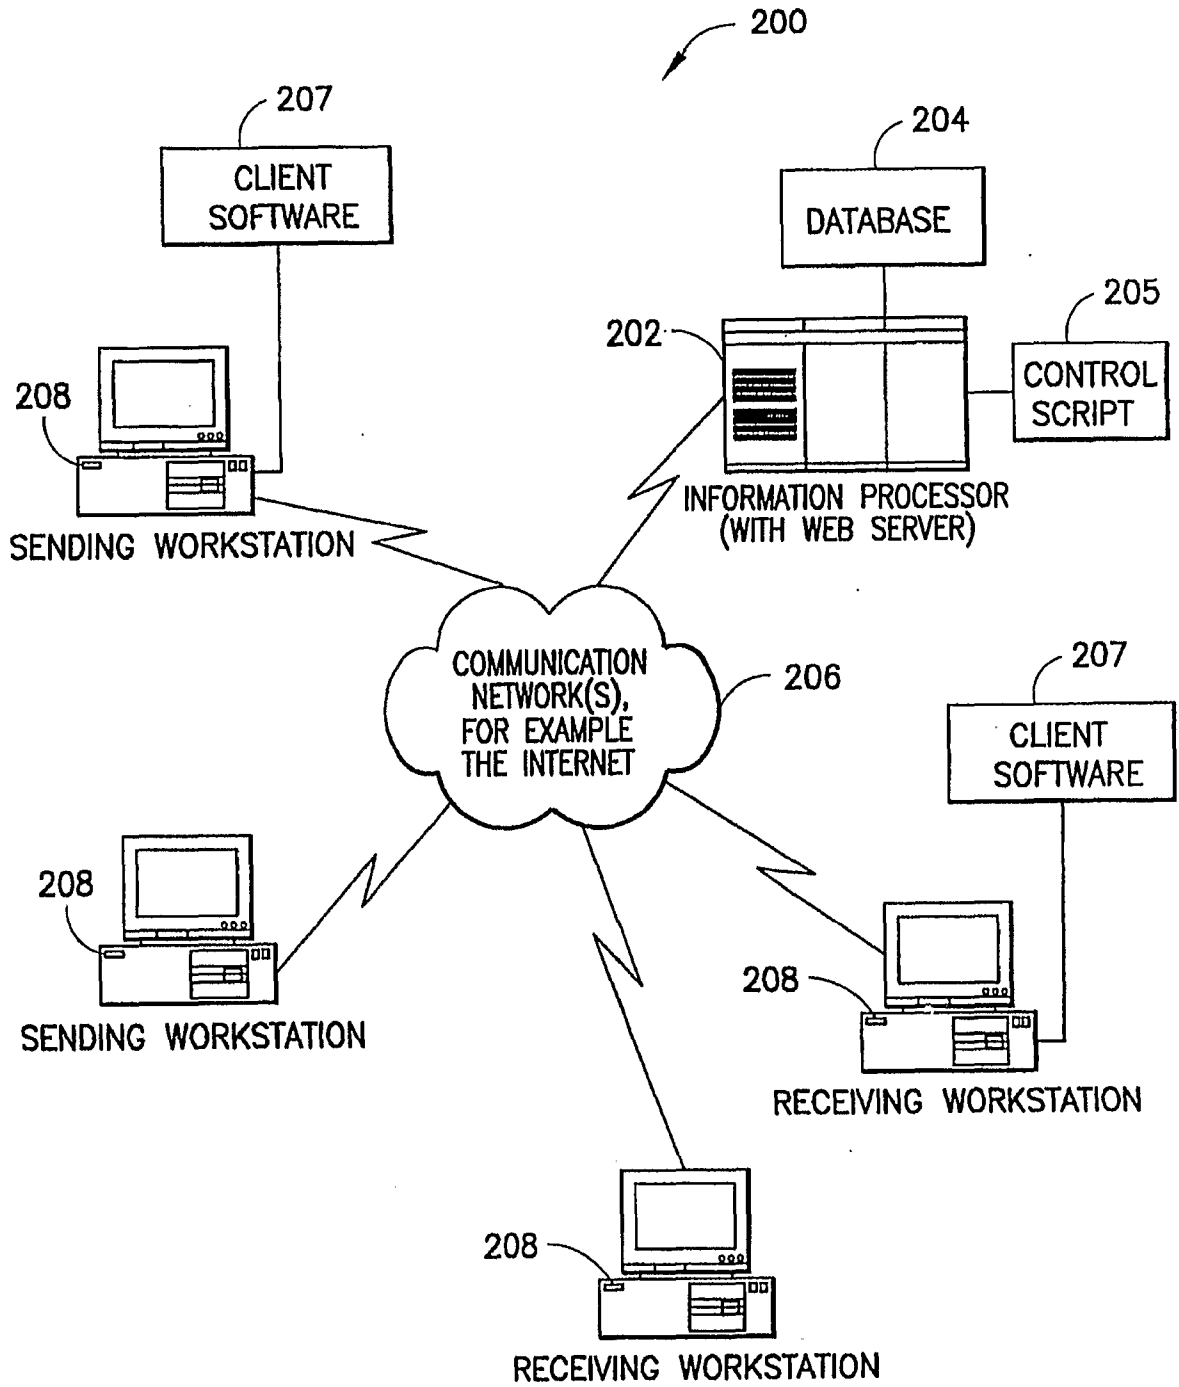 200
207
CLIENT
SOFTWARE
204
DATABASE
205
202
CONTROL
SCRIPT
208
INFORMATION PROCESSOR
(WITH WEB SERVER)
SENDING WORKSTATION
COMMUNICATION
NETWORK(S),
FOR EXAMPLE
THE INTERNET
206
207
CLIENT
SOFTWARE
208
SENDING WORKSTATION
208
RECEIVING WORKSTATION
208
RECEIVING WORKSTATION